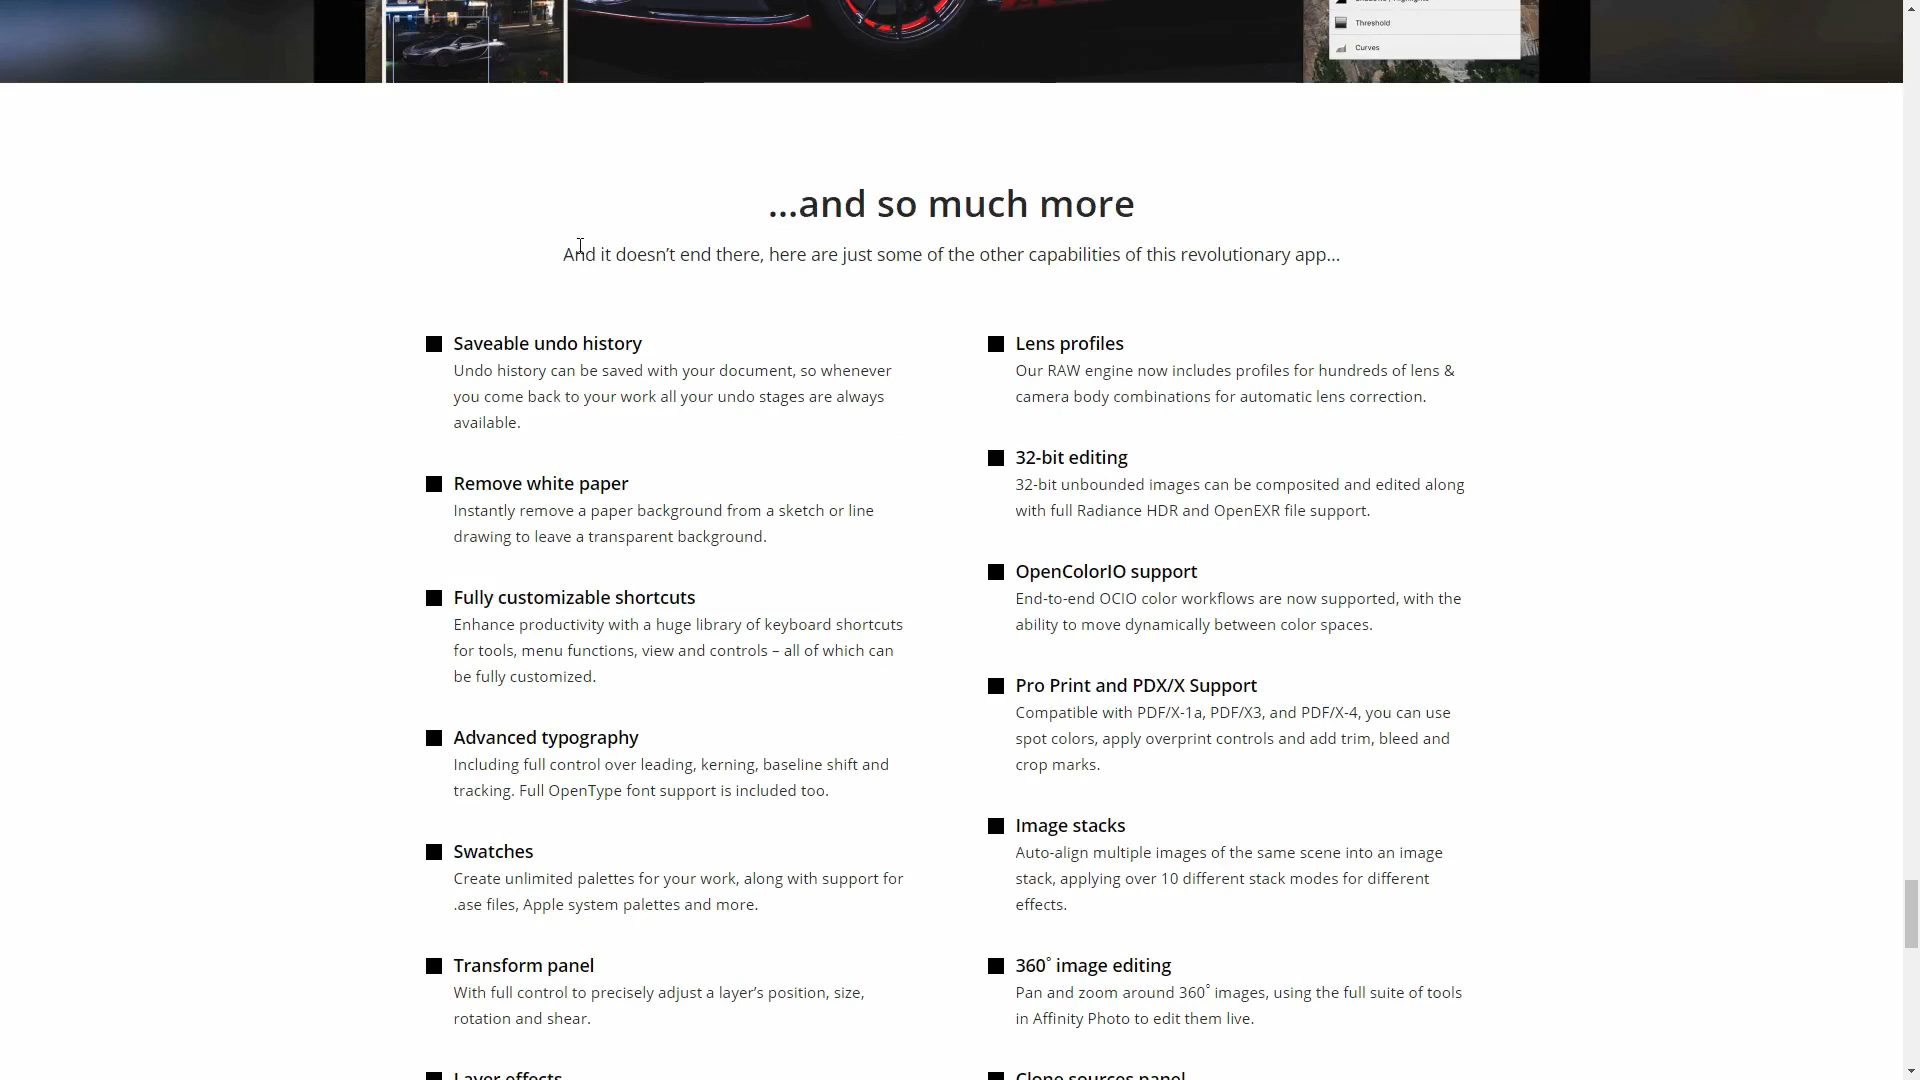 Threshold
Curves
...and so much more
And it doesn’t end there, here are just some of the other capabilities of this revolutionary app...
Saveable undo history
Undo history can be saved with your document, so whenever
you come back to your work all your undo stages are always
available.
Remove white paper
Instantly remove a paper background from a sketch or line
drawing to leave a transparent background.
Fully customizable shortcuts
Enhance productivity with a huge library of keyboard shortcuts
for tools, menu functions, view and controls – all of which can
be fully customized.
Advanced typography
Including full control over leading, kerning, baseline shift and
tracking. Full OpenType font support is included too.
Swatches
Create unlimited palettes for your work, along with support for
.ase files, Apple system palettes and more.
Transform panel
With full control to precisely adjust a layer’s position, size,
rotation and shear.
Layer effects
Lens profiles
Our RAW engine now includes profiles for hundreds of lens &
camera body combinations for automatic lens correction.
32-bit editing
32-bit unbounded images can be composited and edited along
with full Radiance HDR and OpenEXR file support.
OpenColorIO support
End-to-end OCIO color workflows are now supported, with the
ability to move dynamically between color spaces.
Pro Print and PDX/X Support
Compatible with PDF/X-1a, PDF/X3, and PDF/X-4, you can use
spot colors, apply overprint controls and add trim, bleed and
crop marks.
Image stacks
Auto-align multiple images of the same scene into an image
stack, applying over 10 different stack modes for different
effects.
360° image editing
Pan and zoom around 360° images, using the full suite of tools
in Affinity Photo to edit them live.
Clone sources panel